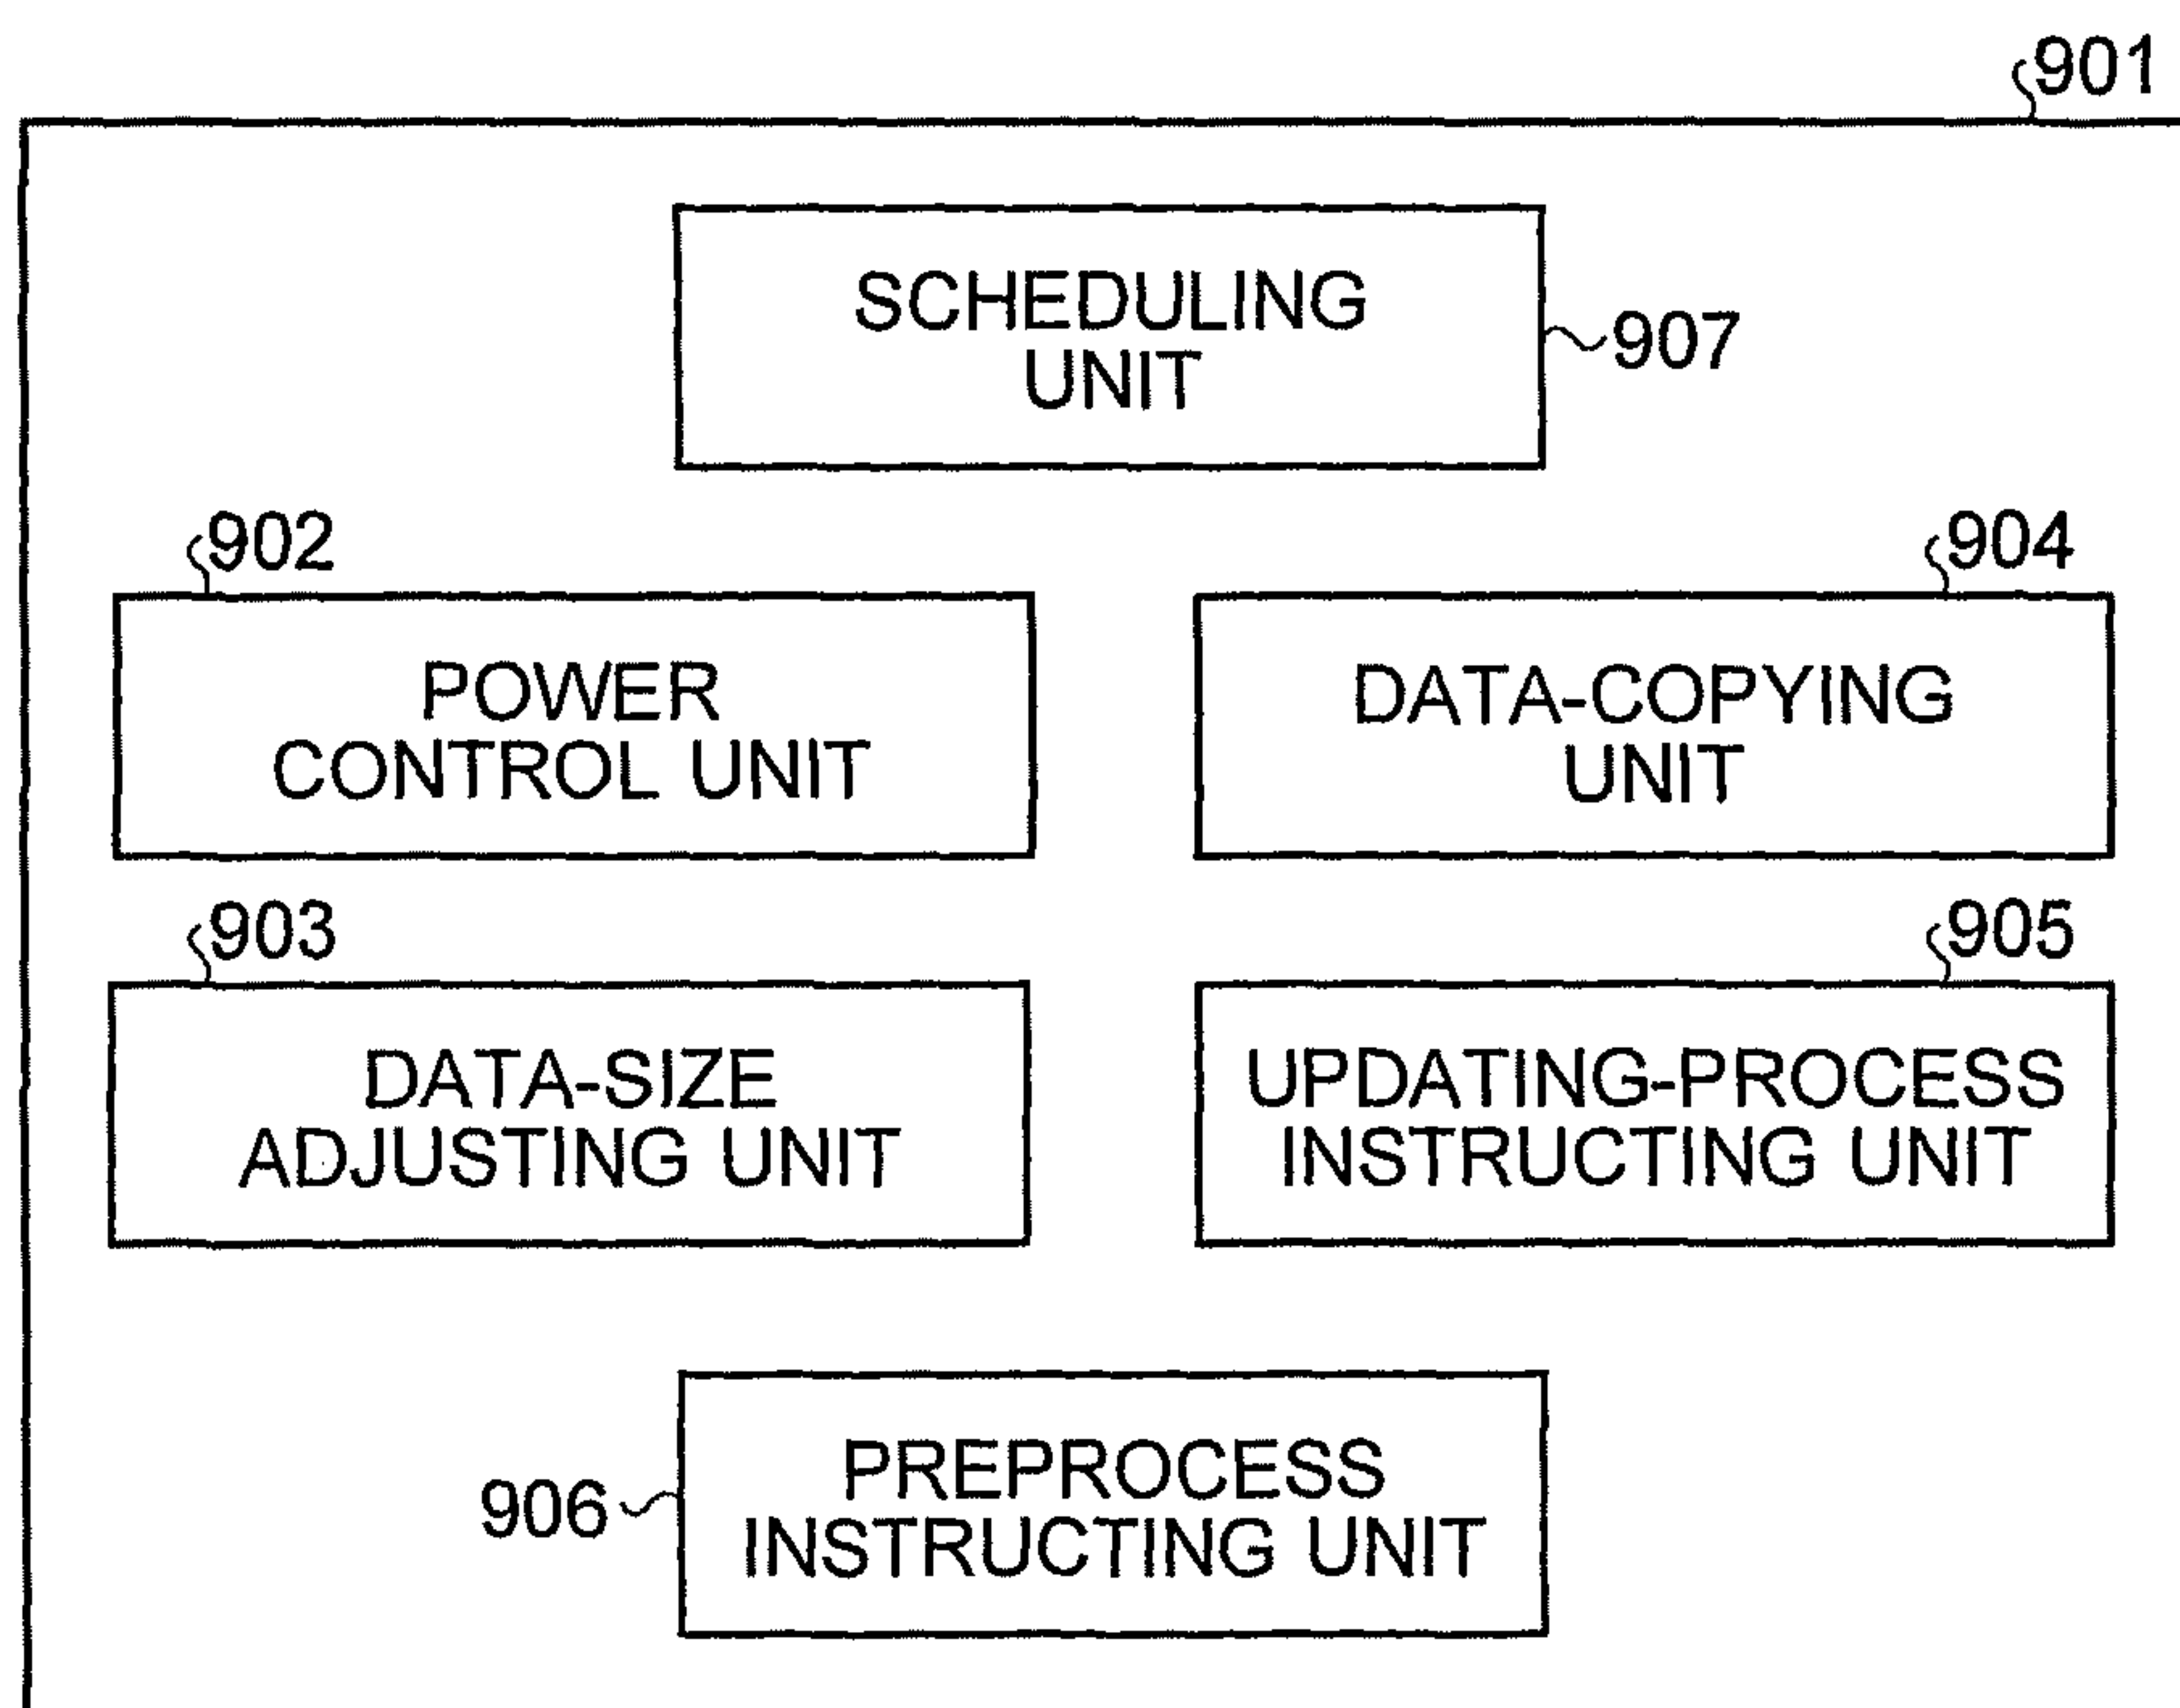 901
SCHEDULING
UNIT
907
902
POWER
CONTROL UNIT
904
DATA-COPYING
UNIT
903
DATA-SIZE
ADJUSTING UNIT
905
UPDATING-PROCESS
INSTRUCTING UNIT
906
PREPROCESS
INSTRUCTING UNIT